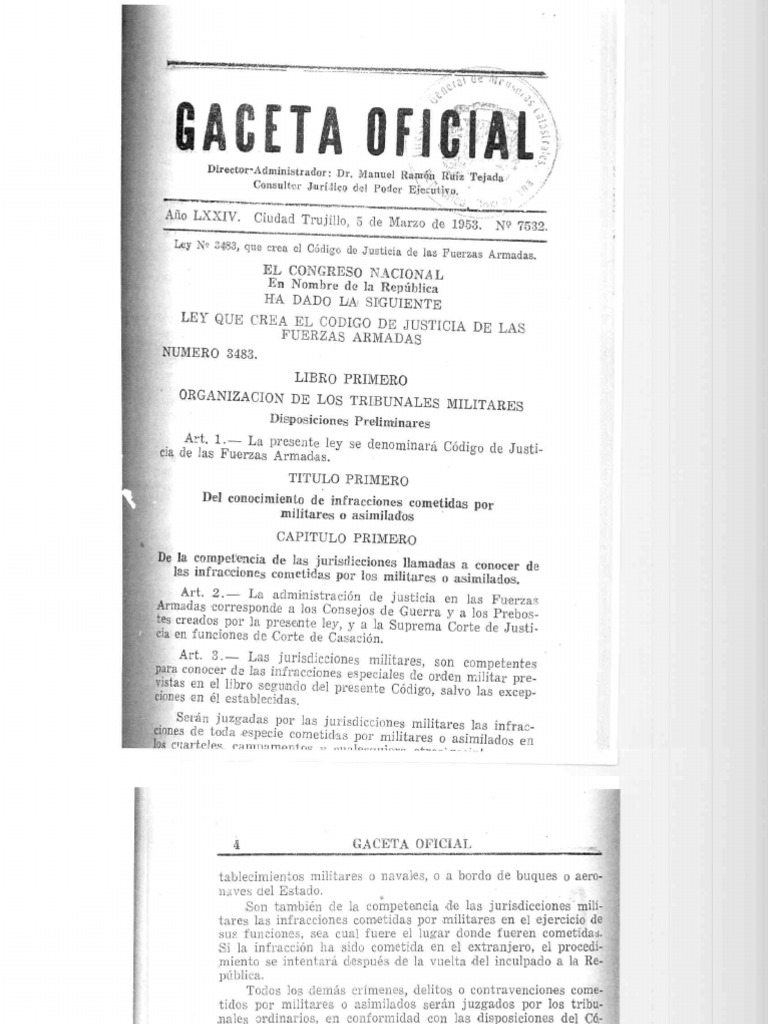 General de Mensuras Catastrales.
GACETA OFICIAL
Director-Administrador: Dr. Manuel Ramón Ruíz Tejada
Consultor Jurídico del Poder Ejecutivo.
Año LXXIV. Ciudad Trujillo, 5 de Marzo de 1953. Nº 7532.
Ley Nº 3483, que crea el Código de Justicia de las Fuerzas Armadas.
EL CONGRESO NACIONAL
En Nombre de la República
HA DADO LA SIGUIENTE
LEY QUE CREA EL CODIGO DE JUSTICIA DE LAS
FUERZAS ARMADAS
NUMERO 3483.
LIBRO PRIMERO
ORGANIZACION DE LOS TRIBUNALES MILITARES
Disposiciones Preliminares
Art. 1.— La presente ley se denominará Código de Justi-
cia de las Fuerzas Armadas.
TITULO PRIMERO
Del conocimiento de infracciones cometidas por
militares o asimilados
CAPITULO PRIMERO
De la competencia de las jurisdicciones llamadas a conocer de
las infracciones cometidas por los militares o asimilados.
Art. 2.— La administración de justicia en las Fuerzas
Armadas corresponde a los Consejos de Guerra y a los Prebos-
tes creados por la presente ley, y a la Suprema Corte de Justi-
cia en funciones de Corte de Casación.
Art. 3.— Las jurisdicciones militares, son competentes
para conocer de las infracciones especiales de orden militar pre-
vistas en el libro segundo del presente Código, salvo las excep-
ciones en él establecidas.
Serán juzgadas por las jurisdicciones militares las infrac-
ciones de toda especie cometidas por militares o asimilados en
los cuarteles, campamentos y cualesquiera
4 GACETA OFICIAL
tablecimientos militares o navales, o a bordo de buques o aero-
naves del Estado.
Son también de la competencia de las jurisdicciones mili-
tares las infracciones cometidas por militares en el ejercicio de
sus funciones, sea cual fuere el lugar donde fueren cometidas.
Si la infracción ha sido cometida en el extranjero, el procedi-
miento se intentará después de la vuelta del inculpado a la Re-
pública.
Todos los demás crímenes, delitos o contravenciones come-
tidos por militares o asimilados serán juzgados por los tribu-
nales ordinarios, en conformidad con las disposiciones del Có-